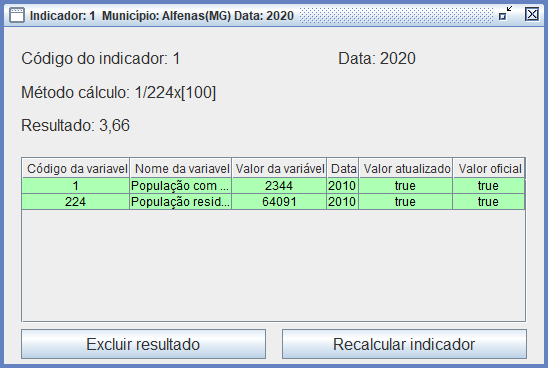 Indicador: 1 Município: Alfenas(MG) Data: 2020
Código do indicador: 1 Data: 2020
Método cálculo: 1/224x[100]
Resultado: 3,66
Código da variavel Nome da variavel Valor da variável Data Valor atualizado Valor oficial
1 População com ... 2344 2010 true true
224 População resid... 64091 2010 true true
Excluir resultado Recalcular indicador